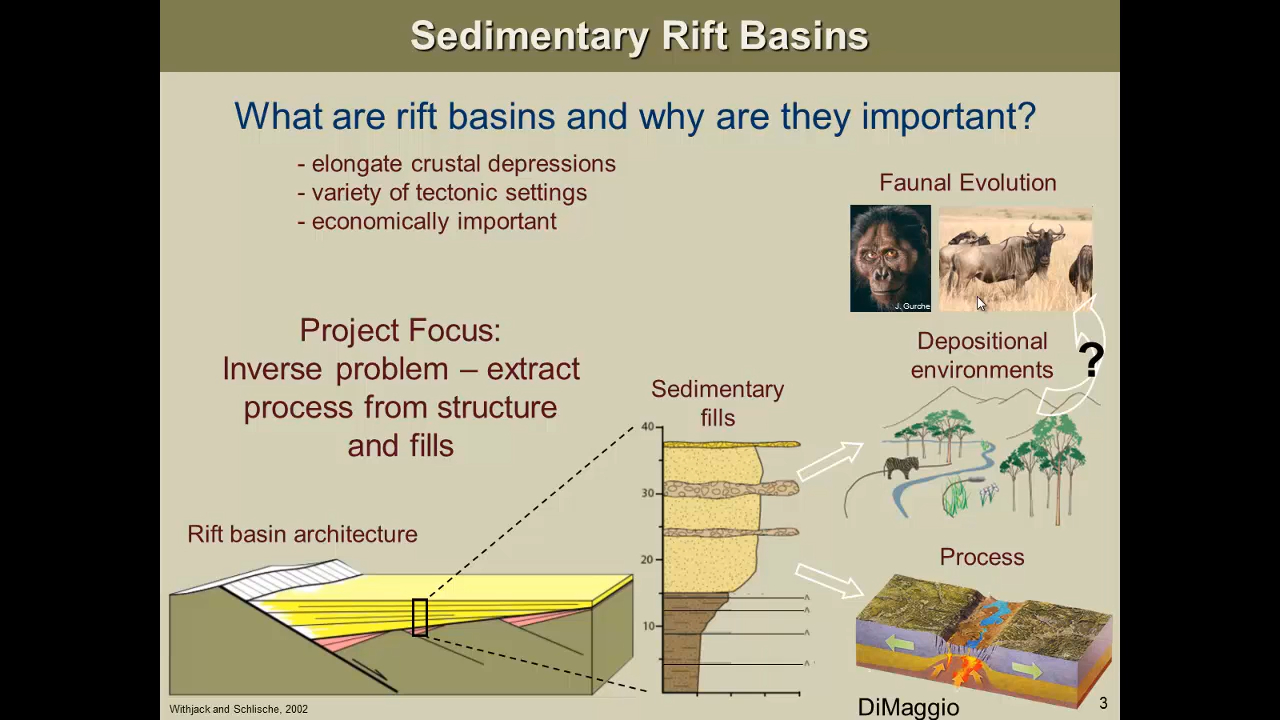 Sedimentary Rift Basins
What are rift basins and why are they important?
- elongate crustal depressions
- variety of tectonic settings
- economically important
Faunal Evolution
J. Gurche
Project Focus:
Inverse problem – extract
process from structure
and fills
Depositional
environments
?
Sedimentary
fills
40
30
20
10
Rift basin architecture
Process
Withjack and Schlische, 2002
DiMaggio
3